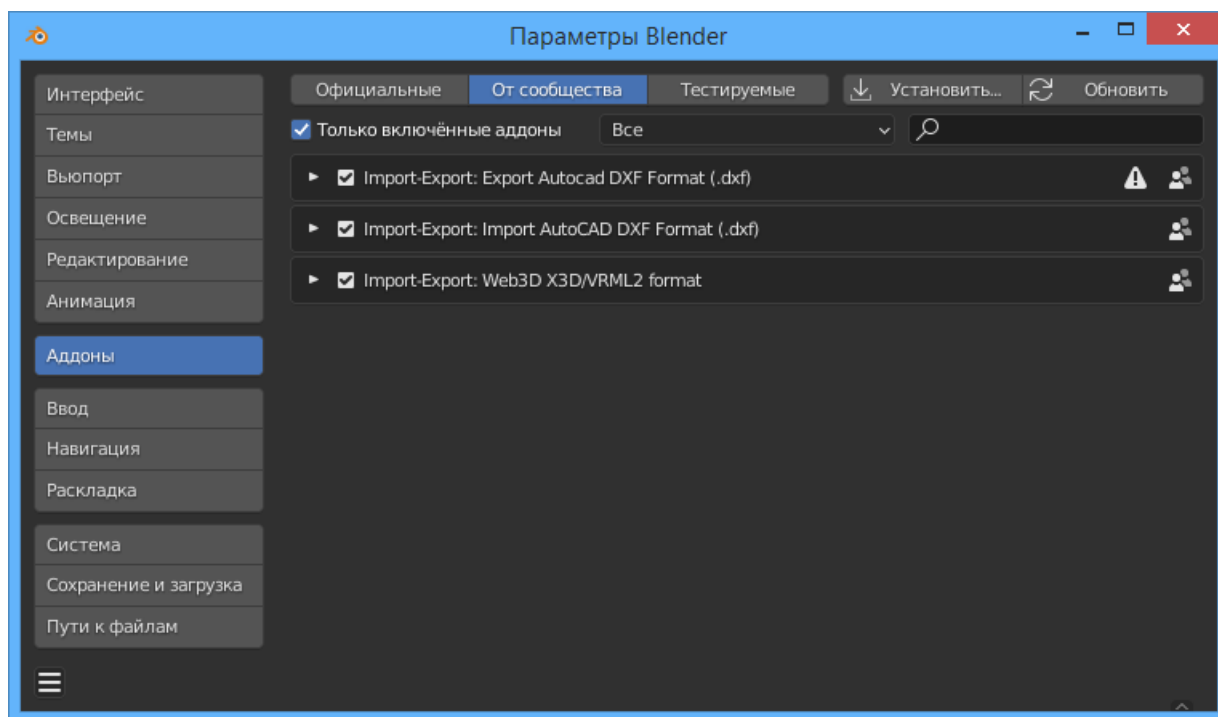 Параметры Blender
Интерфейс
Темы
Вьюпорт
Освещение
Редактирование
Анимация
Аддоны
Ввод
Навигация
Раскладка
Система
Сохранение и загрузка
Пути к файлам
Официальные От сообщества Тестируемые Установить... Обновить
Только включённые аддоны Все
Import-Export: Export Autocad DXF Format (.dxf)
Import-Export: Import AutoCAD DXF Format (.dxf)
Import-Export: Web3D X3D/VRML2 format